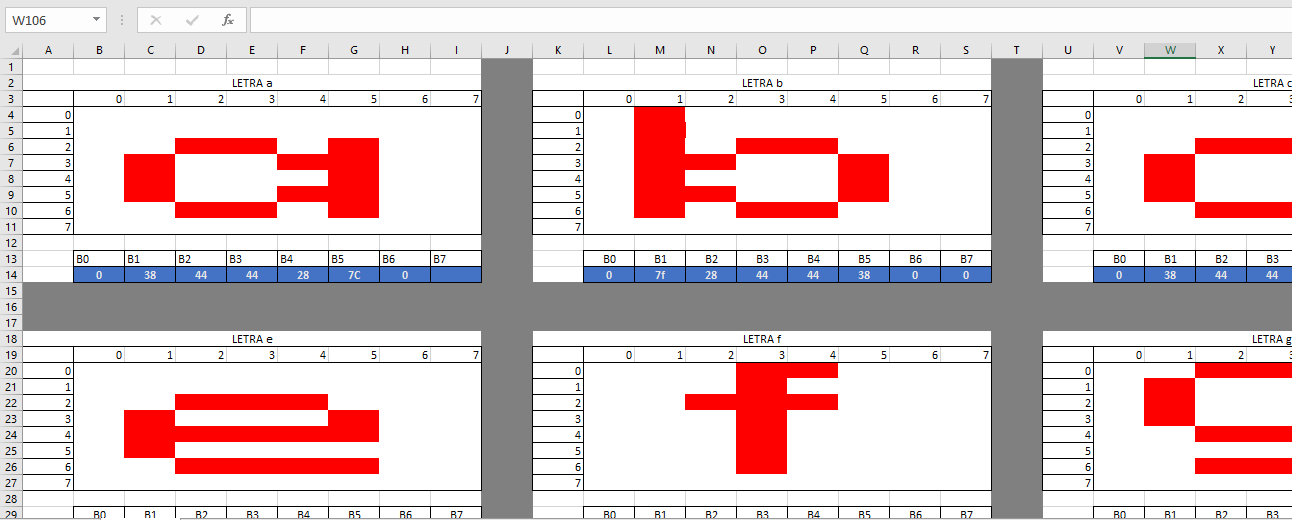 W106 fx
A B C D E F G H I J K L M N O P Q R S T U V W X Y
1
2 LETRA a LETRA b LETRA c
3 0 1 2 3 4 5 6 7 0 1 2 3 4 5 6 7 0 1 2 3
4 0 0 0
5 1 1 1
6 2 2 2
7 3 3 3
8 4 4 4
9 5 5 5
10 6 6 6
11 7 7 7
12
13 B0 B1 B2 B3 B4 B5 B6 B7 B0 B1 B2 B3 B4 B5 B6 B7 B0 B1 B2 B3
14 0 38 44 44 28 7C 0 0 7f 28 44 44 38 0 0 0 38 44 44
15
16
17
18 LETRA e LETRA f LETRA g
19 0 1 2 3 4 5 6 7 0 1 2 3 4 5 6 7 0 1 2 3
20 0 0 0
21 1 1 1
22 2 2 2
23 3 3 3
24 4 4 4
25 5 5 5
26 6 6 6
27 7 7 7
28
29 B0 B1 B2 B3 B4 B5 B6 B7 B0 B1 B2 B3 B4 B5 B6 B7 B0 B1 B2 B3